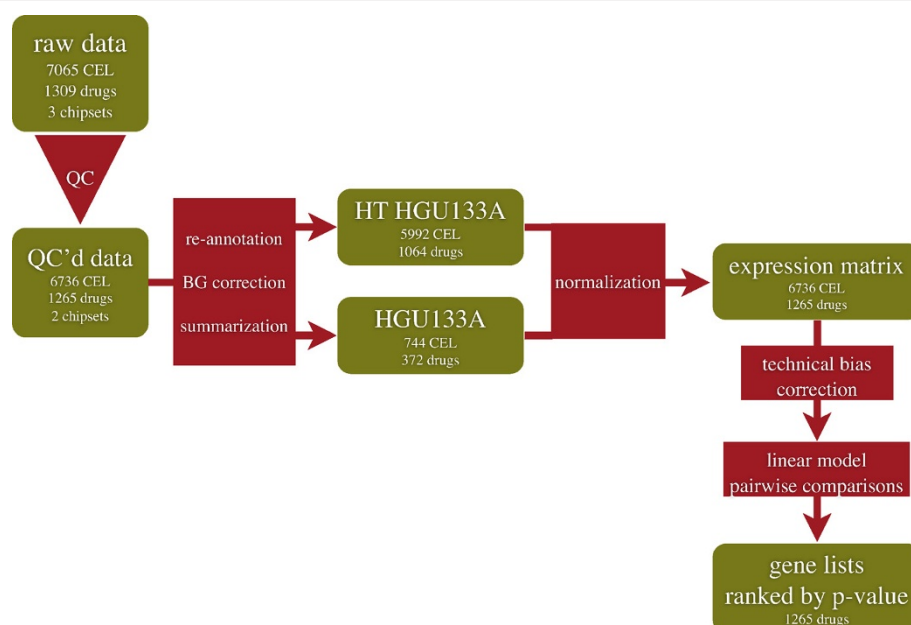 raw data
7065 CEL
1309 drugs
3 chipsets
QC
QC'd data
6736 CEL
1265 drugs
2 chipsets
re-annotation
BG correction
summarization
HT HGU133A
5992 CEL
1064 drugs
HGU133A
744 CEL
372 drugs
normalization
expression matrix
6736 CEL
1265 drugs
technical bias
correction
linear model
pairwise comparisons
gene lists
ranked by p-value
1265 drugs